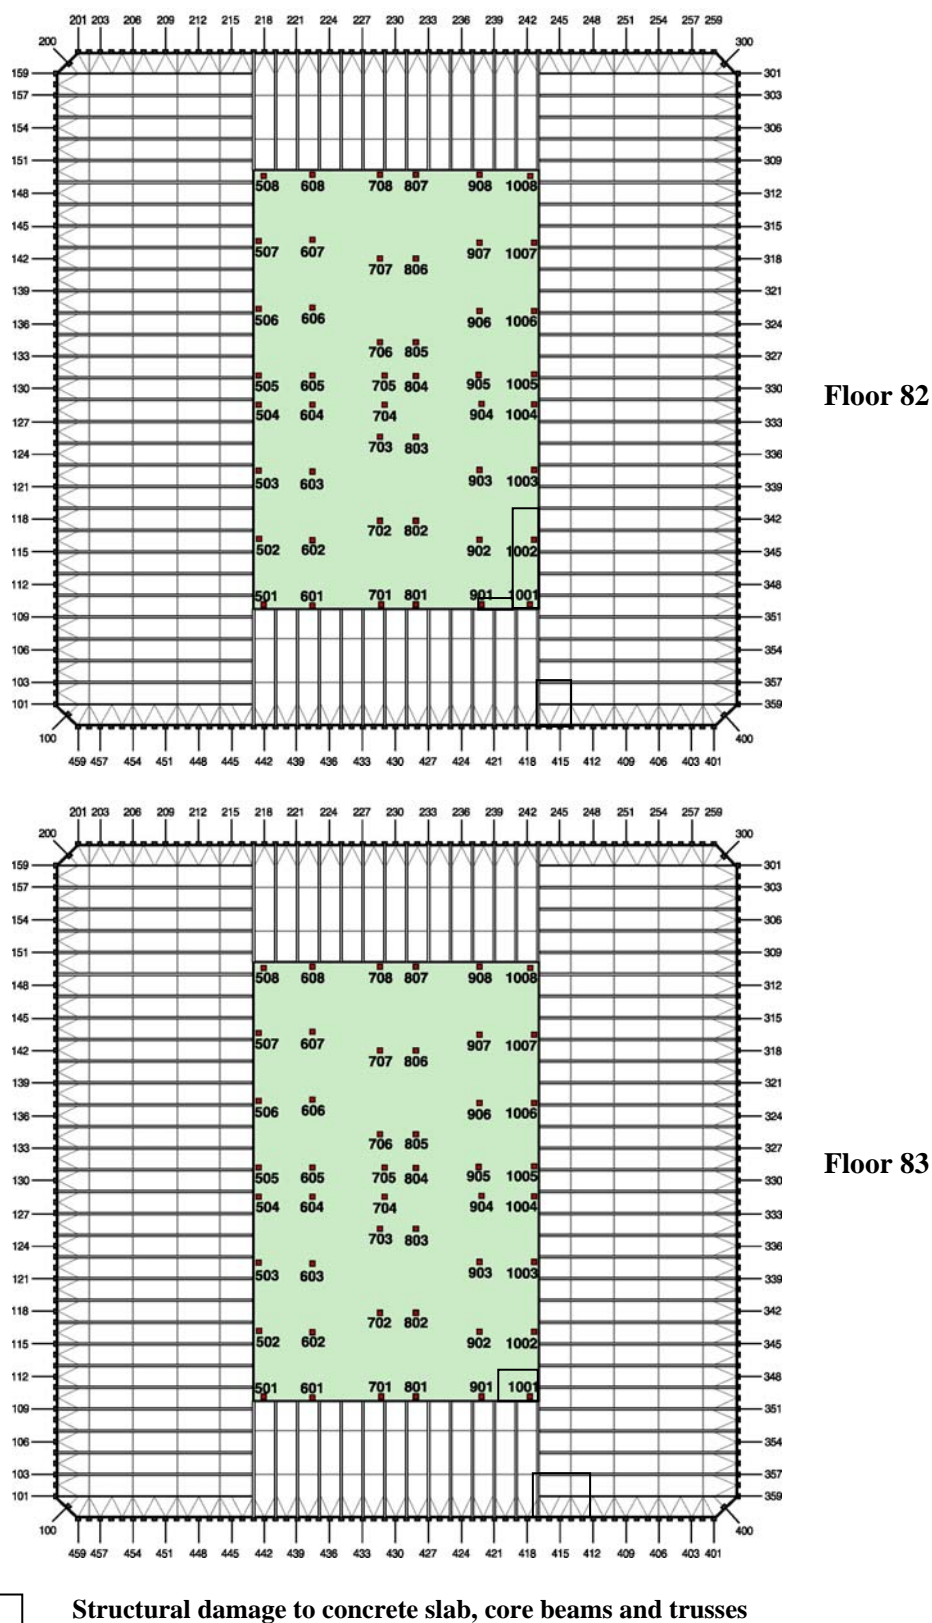 201 203 206 209 212 215 218 221 224 227 230 233 236 239 242 245 248 251 254 257 259
200 300
159 301
157 303
154 306
151 309
508 608 708 807 908 1008
148 312
145 315
507 607 907 1007
142 318
707 806
139 321
506 606 906 1006
136 324
706 805
133 327
505 605 705 804 905 1005
130 330
Floor 82
504 604 704 904 1004
127 333
703 803
124 336
503 603 903 1003
121 339
118 342
702 802
502 602 902 1002
115 345
112 348
501 601 701 801 901 1001
109 351
106 354
103 357
101 359
100 400
459 457 454 451 448 445 442 439 436 433 430 427 424 421 418 415 412 409 406 403 401
201 203 206 209 212 215 218 221 224 227 230 233 236 239 242 245 248 251 254 257 259
200 300
159 301
157 303
154 306
151 309
508 608 708 807 908 1008
148 312
145 315
507 607 907 1007
142 318
707 806
139 321
506 606 906 1006
136 324
706 805
133 327
Floor 83
505 605 705 804 905 1005
130 330
504 604 704 904 1004
127 333
703 803
124 336
503 603 903 1003
121 339
118 342
702 802
502 602 902 1002
115 345
112 348
501 601 701 801 901 1001
109 351
106 354
103 357
101 359
100 400
459 457 454 451 448 445 442 439 436 433 430 427 424 421 418 415 412 409 406 403 401
Structural damage to concrete slab, core beams and trusses